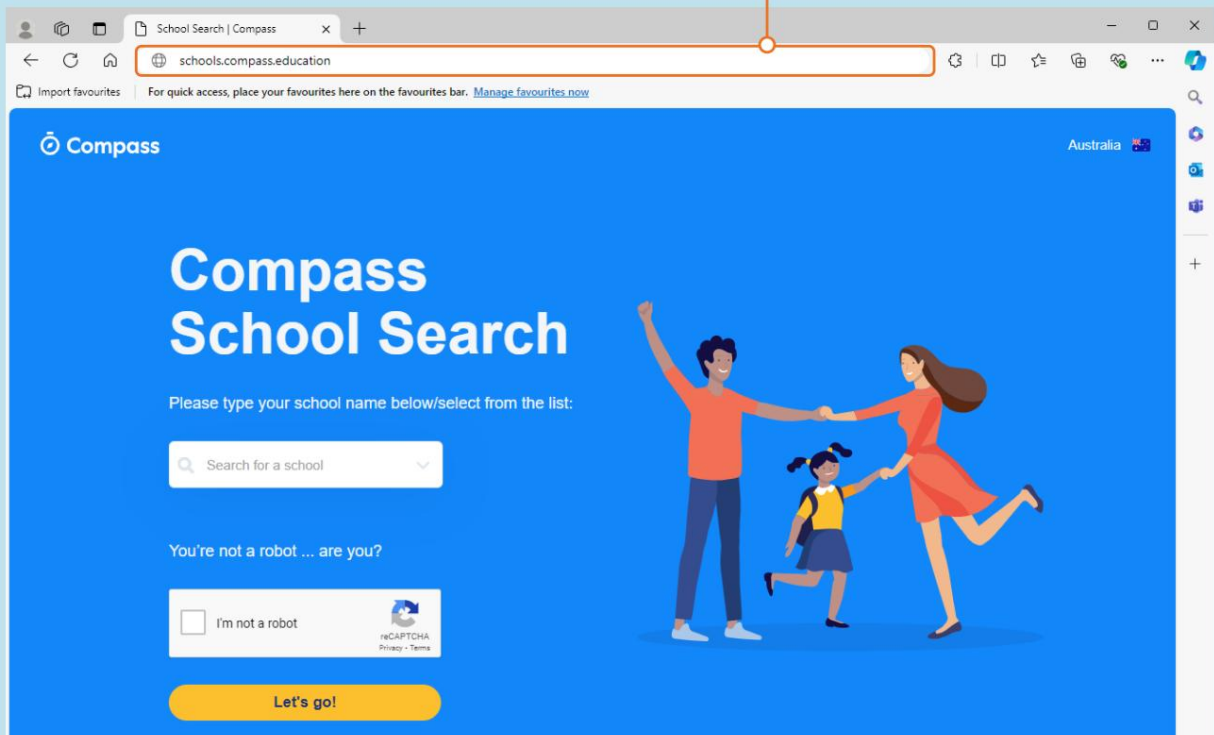 School Search | Compass
schools.compass.education
Import favourites
For quick access, place your favourites here on the favourites bar. Manage favourites now
Compass
Australia
Compass
School Search
Please type your school name below/select from the list:
Search for a school
You're not a robot ... are you?
I'm not a robot
reCAPTCHA
Privacy - Terms
Let's go!